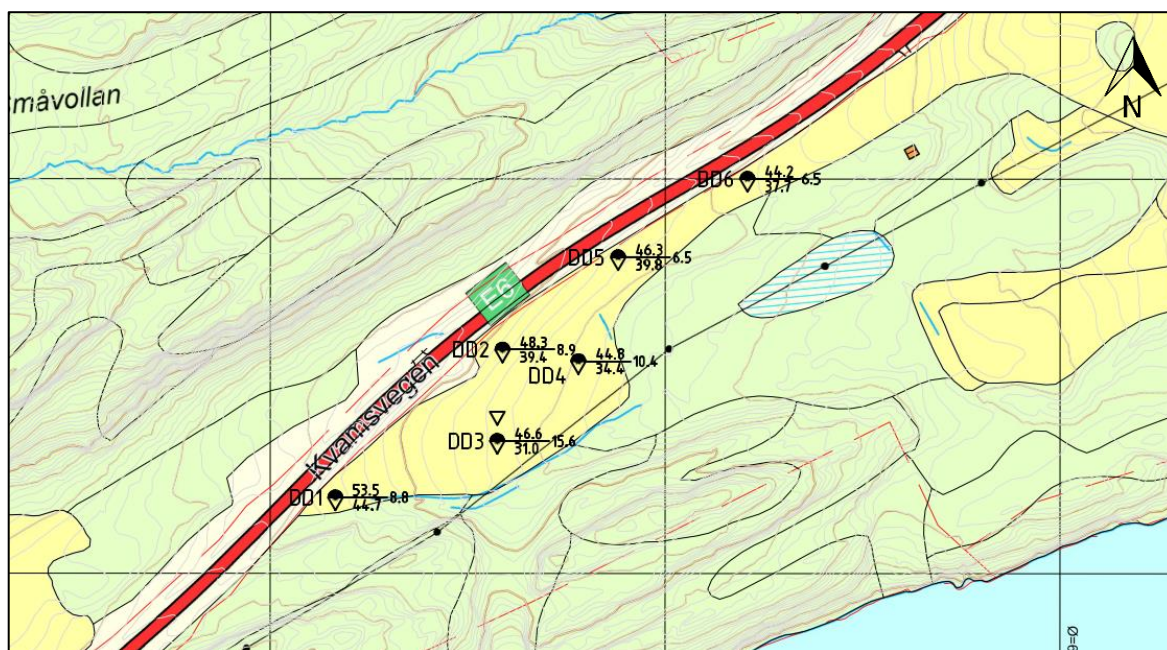 måvollan
N
DD6 44.2 6.5
37.7
DD5 46.3 6.5
39.8
E6
DD2 48.3 8.9
39.4
DD4 44.8 10.4
34.4
Kvamsvegen
DD3 46.6 15.6
31.0
DD1 53.5 8.8
44.7